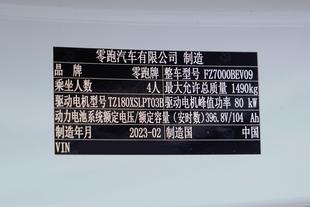 零跑汽车有限公司 制造
品牌 零跑牌 整车型号 FZ7000BEV09
乘坐人数 4人 最大允许总质量 1490kg
驱动电机型号 TZ180XSLPT03B 驱动电机峰值功率 80 kW
动力电池系统额定电压/额定容量(安时数) 396.8V/104 Ah
制造年月 2023-02 制造国 中国
VIN